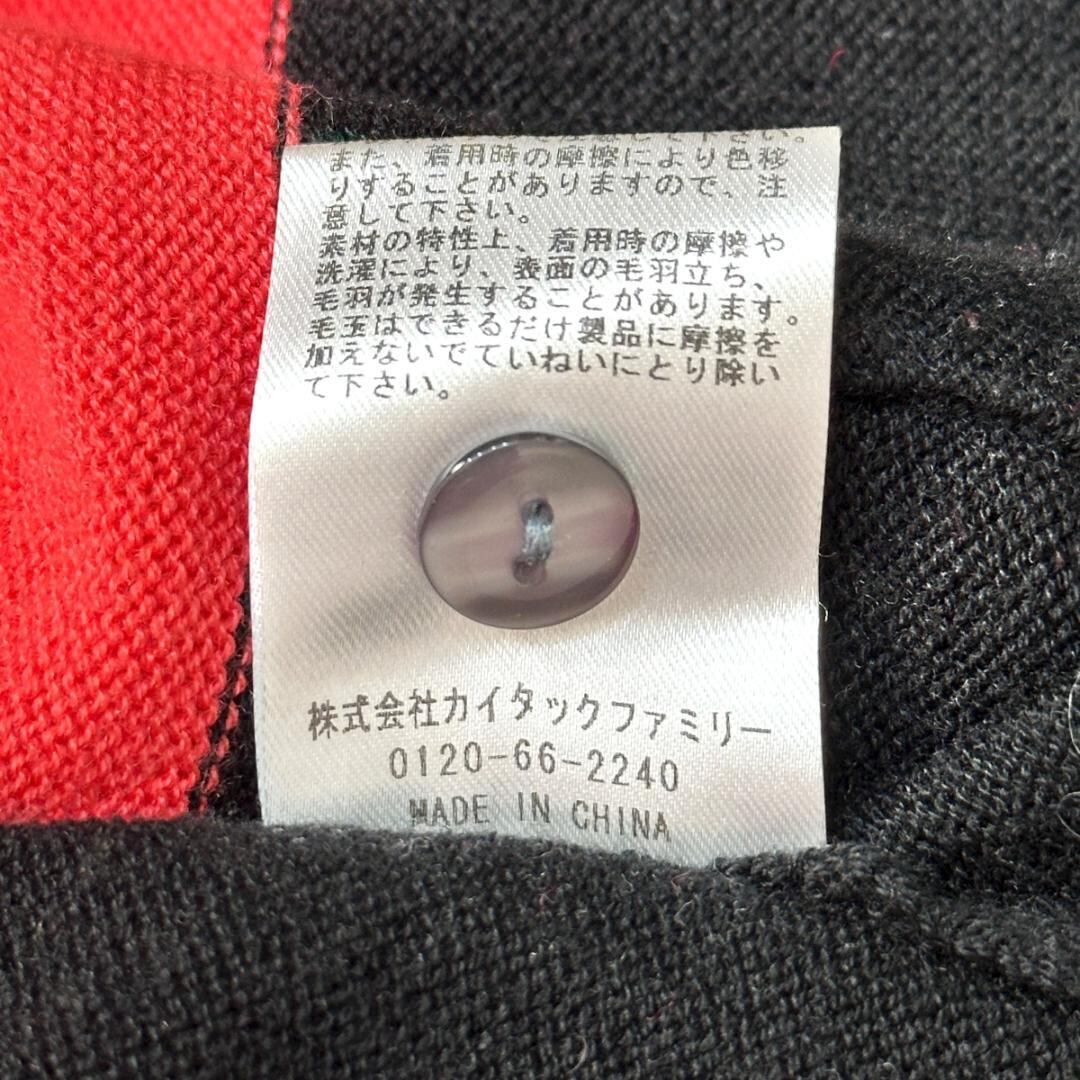 して下さい。
また、着用時の摩擦により色移
りすることがありますので、注
意して下さい。
素材の特性上、着用時の摩擦や
洗濯により、表面の毛羽立ち、
毛羽が発生することがあります。
毛玉はできるだけ製品に摩擦を
加えないでていねいにとり除い
て下さい。
株式会社カイタックファミリー
0120-66-2240
MADE IN CHINA